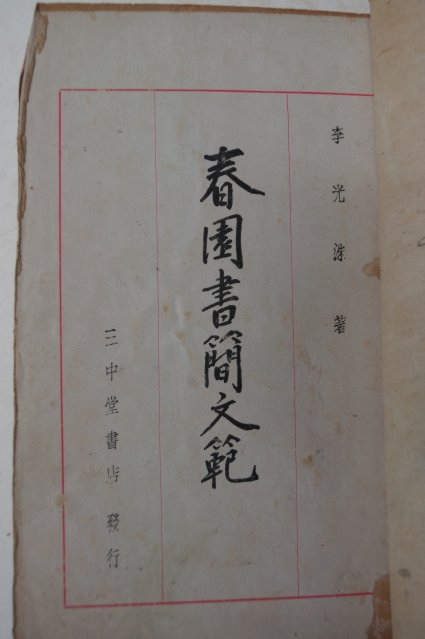 李光洙著
春園書簡文範
三中堂書店發行